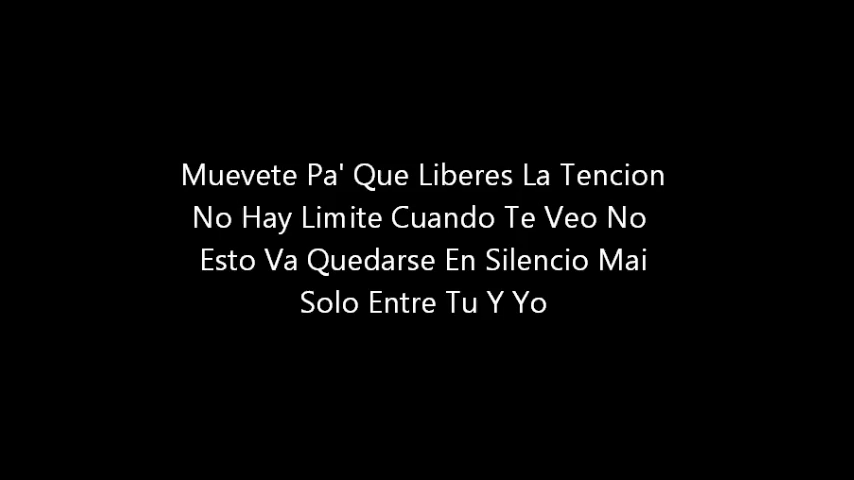 Muevete Pa' Que Liberes La Tencion
No Hay Limite Cuando Te Veo No
Esto Va Quedarse En Silencio Mai
Solo Entre Tu Y Yo